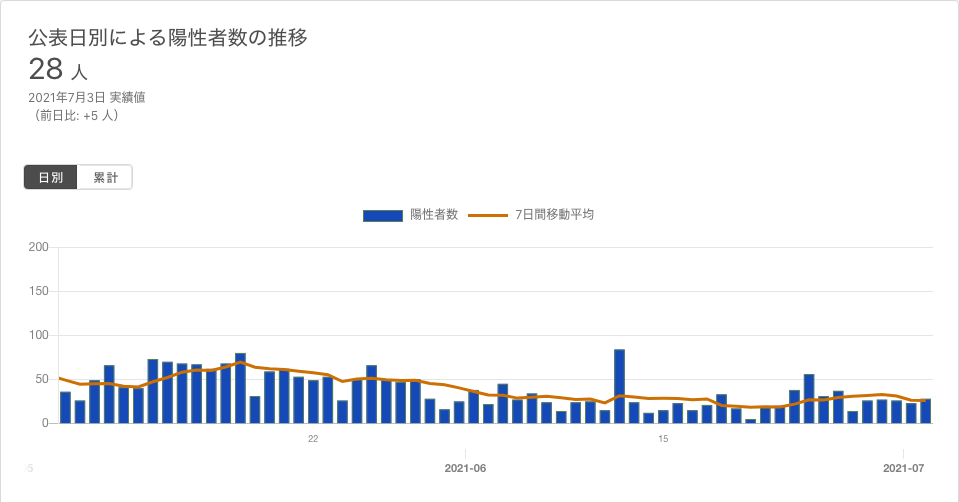 公表日別による陽性者数の推移
28 人
2021年7月3日 実績値
（前日比: +5 人）
日別 累計
陽性者数 7日間移動平均
200
150
100
50
0
22 15
2021-06 2021-07